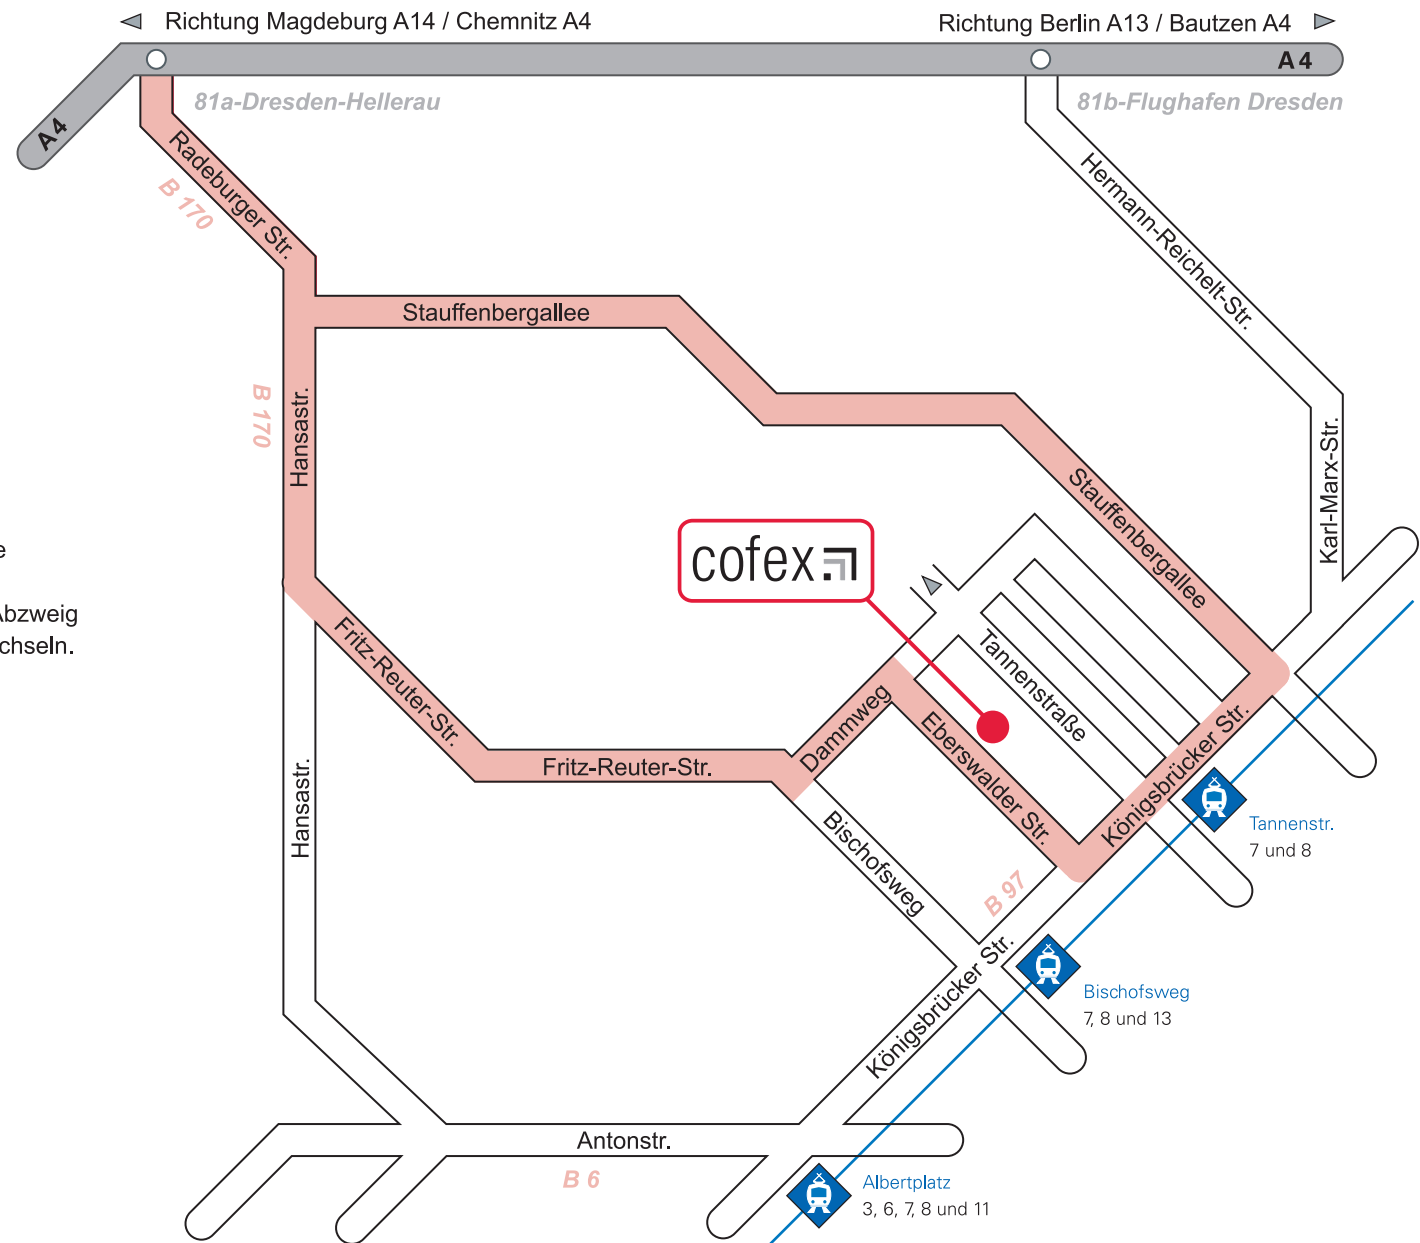 Richtung Magdeburg A14 / Chemnitz A4
Richtung Berlin A13 / Bautzen A4
A 4
A 4
81a-Dresden-Hellerau
81b-Flughafen Dresden
Radeburger Str.
B 170
Hermann-Reichelt-Str.
Stauffenbergallee
B 170
Hansastr.
Karl-Marx-Str.
Stauffenbergallee
cofex
e
Abzweig
chseln.
Fritz-Reuter-Str.
Tannenstraße
Dammweg
Eberswalder Str.
Königsbrücker Str.
Fritz-Reuter-Str.
Hansastr.
Bischofsweg
Tannenstr.
7 und 8
B 97
Königsbrücker Str.
Bischofsweg
7, 8 und 13
Antonstr.
B 6
Albertplatz
3, 6, 7, 8 und 11